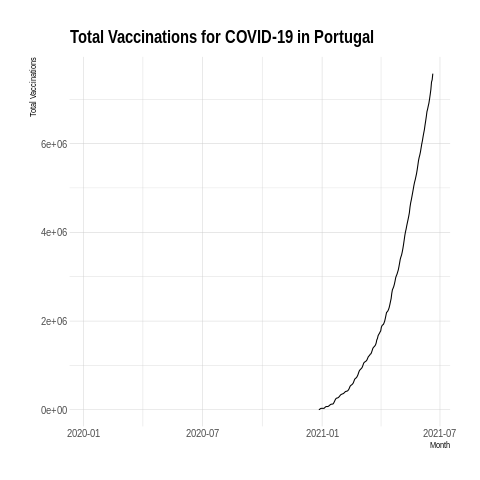 Total Vaccinations for COVID-19 in Portugal
Total Vaccinations
6e+06
4e+06
2e+06
0e+00
2020-01 2020-07 2021-01 2021-07
Month